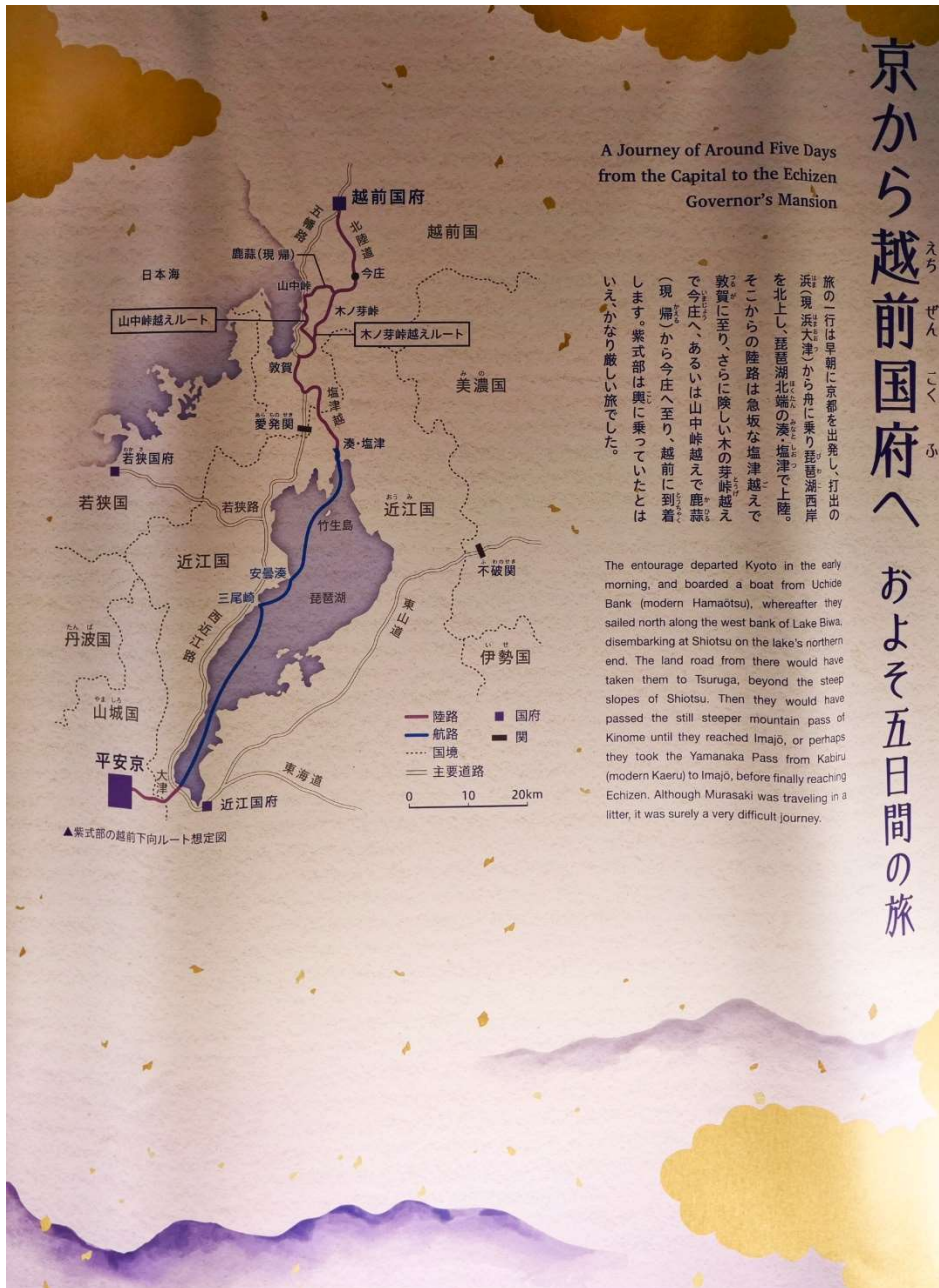 京から越前国府へ およそ五日間の旅
えち ぜん こく ふ
A Journey of Around Five Days
from the Capital to the Echizen
Governor's Mansion
旅の一行は早朝に京都を出発し、打出の
浜(現 浜大津)から舟に乗り琵琶湖西岸
を北上し、琵琶湖北端の湊・塩津で上陸。
そこからの陸路は急坂な塩津越えで
敦賀に至り、さらに険しい木の芽峠越え
で今庄へ、あるいは山中峠越えで鹿蒜
(現 帰)から今庄へ至り、越前に到着
します。紫式部は輿に乗っていたとは
いえ、かなり厳しい旅でした。
The entourage departed Kyoto in the early
morning, and boarded a boat from Uchide
Bank (modern Hamaōtsu), whereafter they
sailed north along the west bank of Lake Biwa,
disembarking at Shiotsu on the lake's northern
end. The land road from there would have
taken them to Tsuruga, beyond the steep
slopes of Shiotsu. Then they would have
passed the still steeper mountain pass of
Kinome until they reached Imajō, or perhaps
they took the Yamanaka Pass from Kabiru
(modern Kaeru) to Imajō, before finally reaching
Echizen. Although Murasaki was traveling in a
litter, it was surely a very difficult journey.
越前国府
北陸道
越前国
鹿蒜(現 帰)
日本海
今庄
山中峠
木ノ芽峠
山中峠越えルート
木ノ芽峠越えルート
敦賀
塩津越
みの
美濃国
愛発関
湊・塩津
若狭国府
若狭国
若狭路
おうみ
近江国
竹生島
近江国
安曇湊
不破関
三尾崎
琵琶湖
東山道
西近江路
たんば
丹波国
いせ
伊勢国
やましろ
山城国
平安京
大津
近江国府
東海道
陸路
航路
国境
主要道路
国府
関
0 10 20km
▲紫式部の越前下向ルート想定図